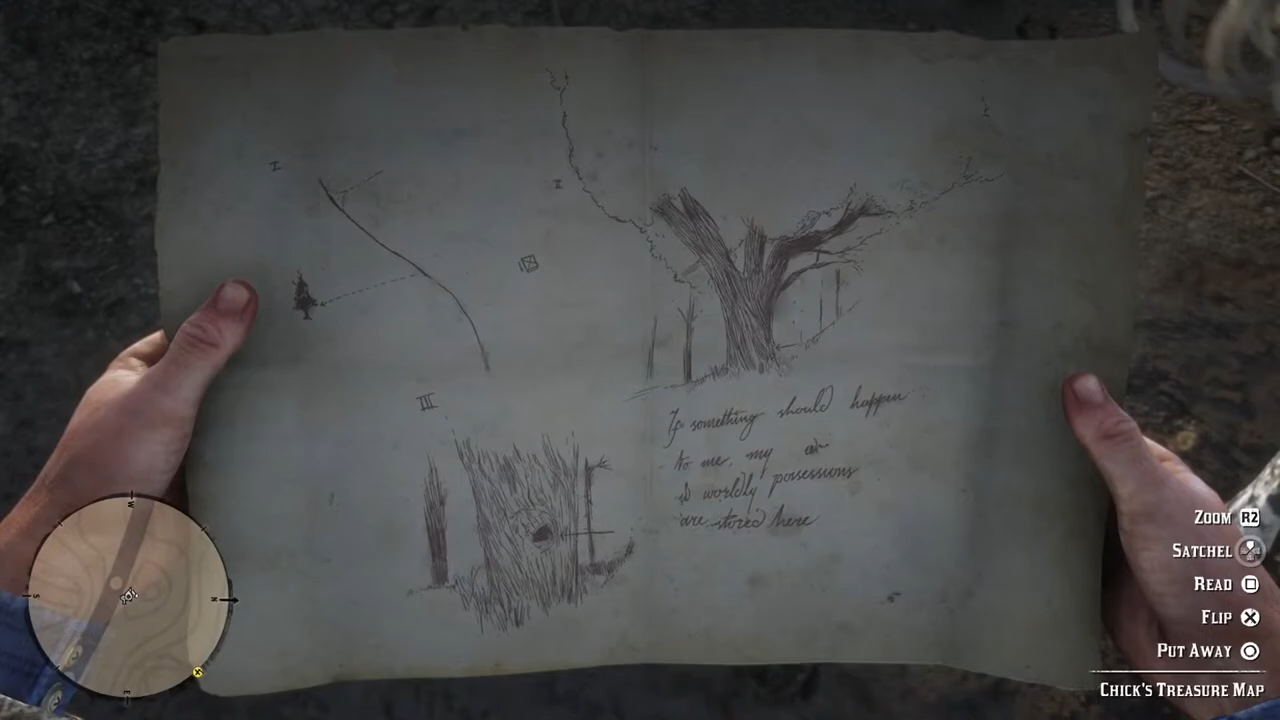 I
I
III
If something should happen
to me, my
worldly possessions
are stored here
W
S
N
E
ZOOM R2
SATCHEL
READ
FLIP
PUT AWAY
CHICK'S TREASURE MAP